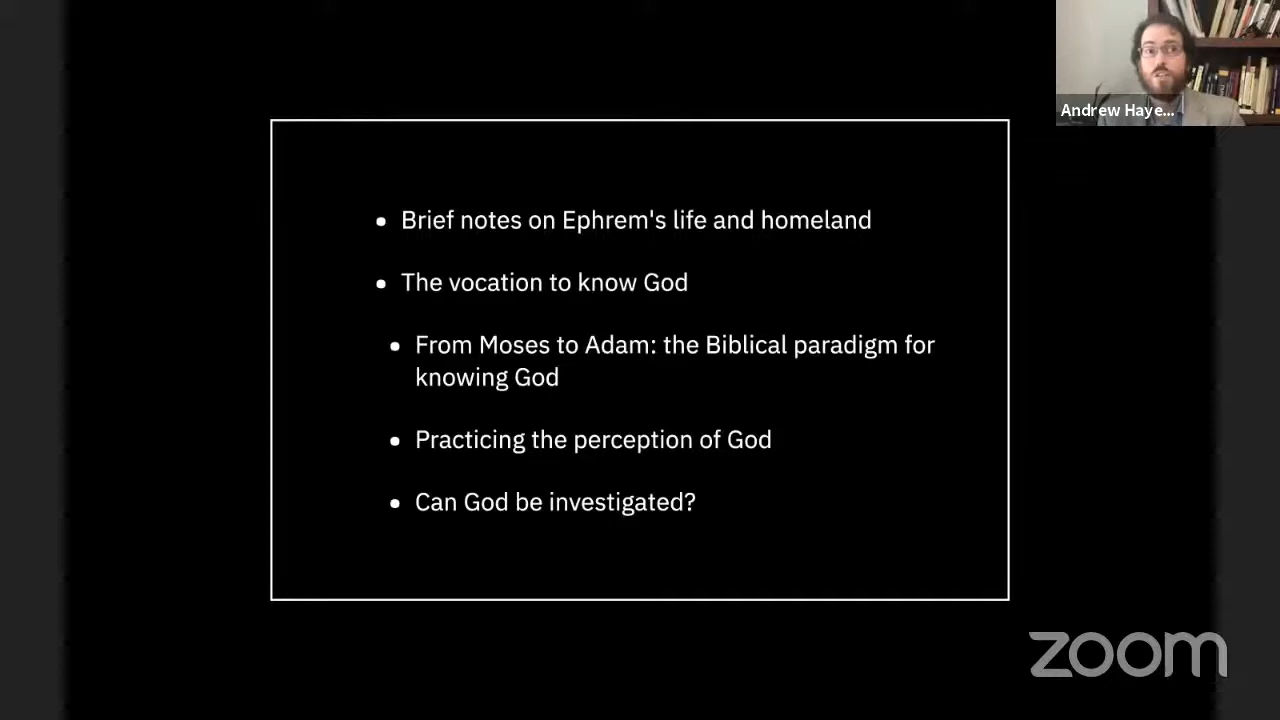 Andrew Haye...
• Brief notes on Ephrem's life and homeland
• The vocation to know God
• From Moses to Adam: the Biblical paradigm for
knowing God
• Practicing the perception of God
• Can God be investigated?
zoom